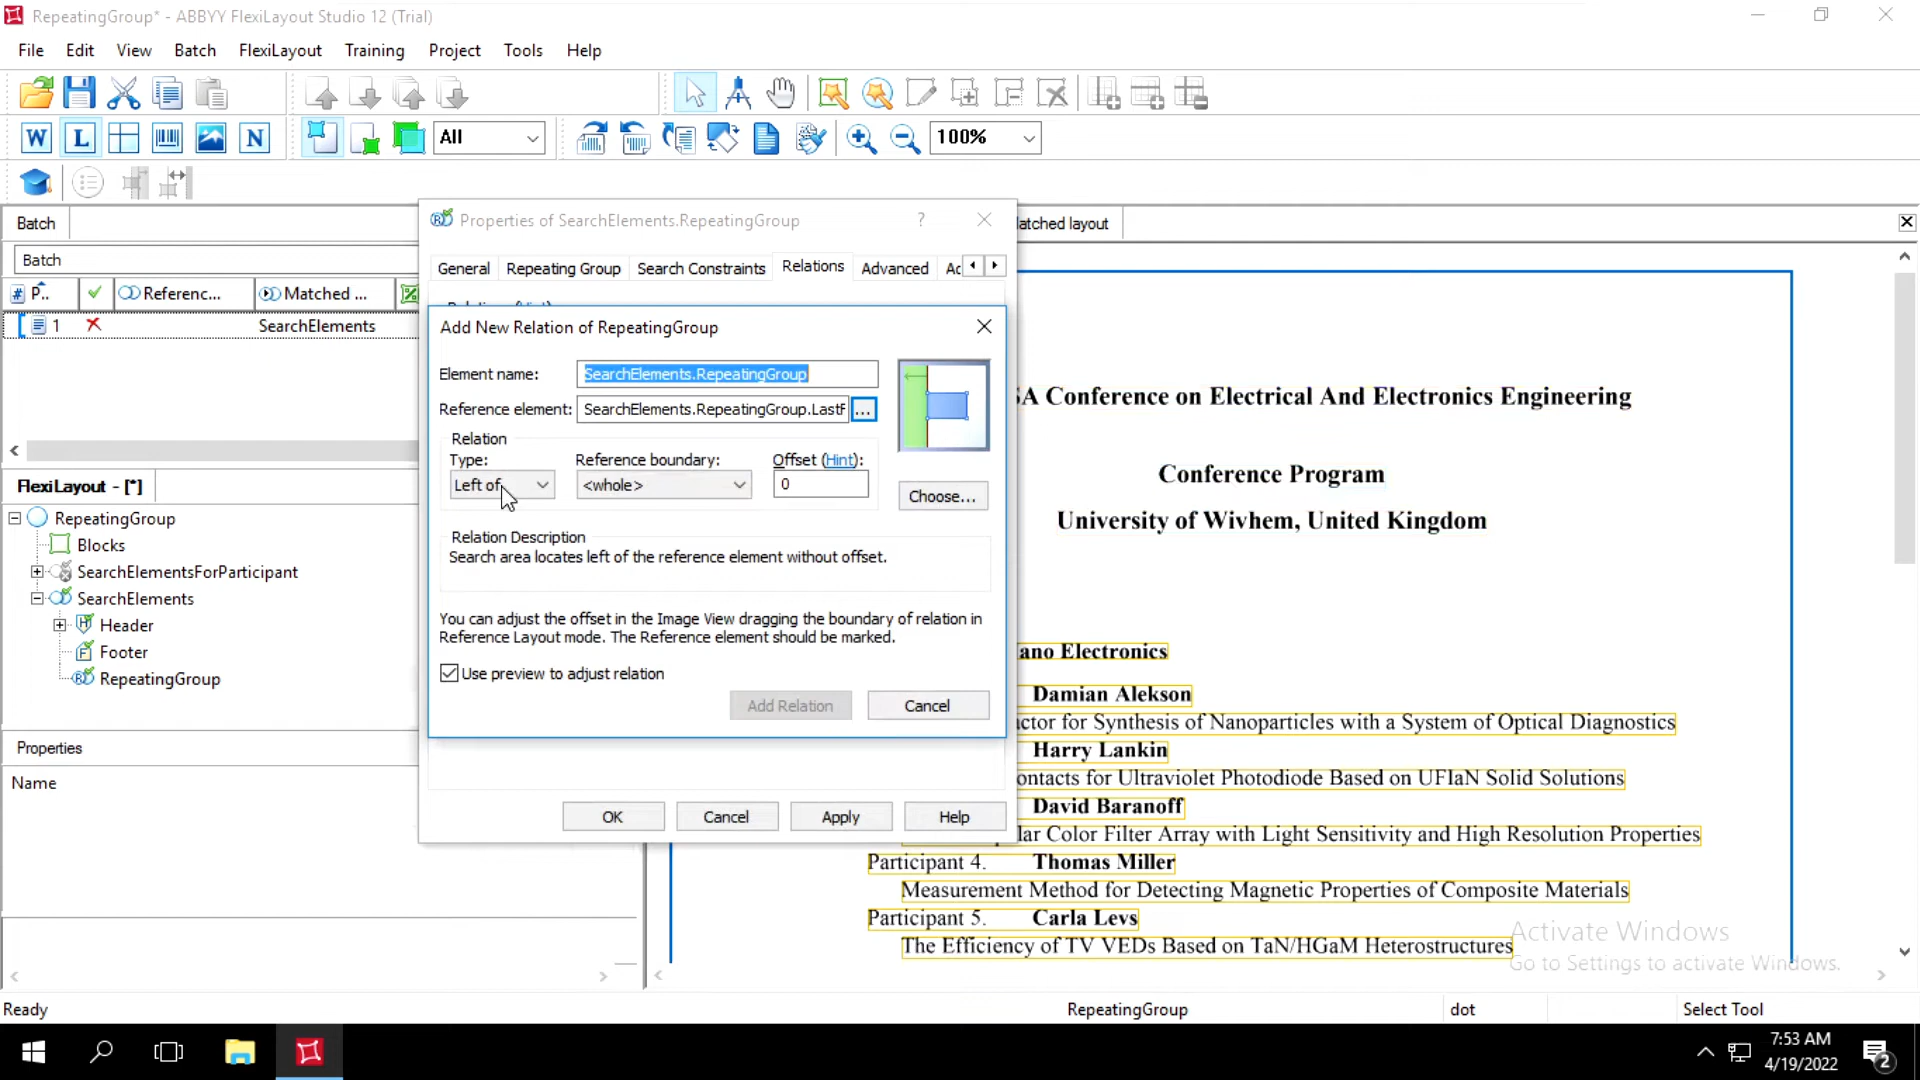 RepeatingGroup* - ABBYY FlexiLayout Studio 12 (Trial)
File Edit View Batch FlexiLayout Training Project Tools Help
W L N All 100%
Batch
Batch
# P.. Referenc... Matched ...
1 SearchElements
FlexiLayout - [*]
RepeatingGroup
Blocks
SearchElementsForParticipant
SearchElements
Header
Footer
RepeatingGroup
Properties
Name
Properties of SearchElements.RepeatingGroup ?
General Repeating Group Search Constraints Relations Advanced
Add New Relation of RepeatingGroup
Element name: SearchElements.RepeatingGroup
Reference element: SearchElements.RepeatingGroup.LastF ...
Relation
Type: Reference boundary: Offset (Hint):
Left of <whole> 0
Choose...
Relation Description
Search area locates left of the reference element without offset.
You can adjust the offset in the Image View dragging the boundary of relation in
Reference Layout mode. The Reference element should be marked.
Use preview to adjust relation
Add Relation Cancel
OK Cancel Apply Help
atched layout
SA Conference on Electrical And Electronics Engineering
Conference Program
University of Wivhem, United Kingdom
ano Electronics
Damian Alekson
ctor for Synthesis of Nanoparticles with a System of Optical Diagnostics
Harry Lankin
ontacts for Ultraviolet Photodiode Based on UFIaN Solid Solutions
David Baranoff
lar Color Filter Array with Light Sensitivity and High Resolution Properties
Participant 4. Thomas Miller
Measurement Method for Detecting Magnetic Properties of Composite Materials
Participant 5. Carla Levs
The Efficiency of TV VEDs Based on TaN/HGaM Heterostructures
Activate Windows
Go to Settings to activate Windows.
Ready RepeatingGroup dot Select Tool
7:53 AM
4/19/2022
2